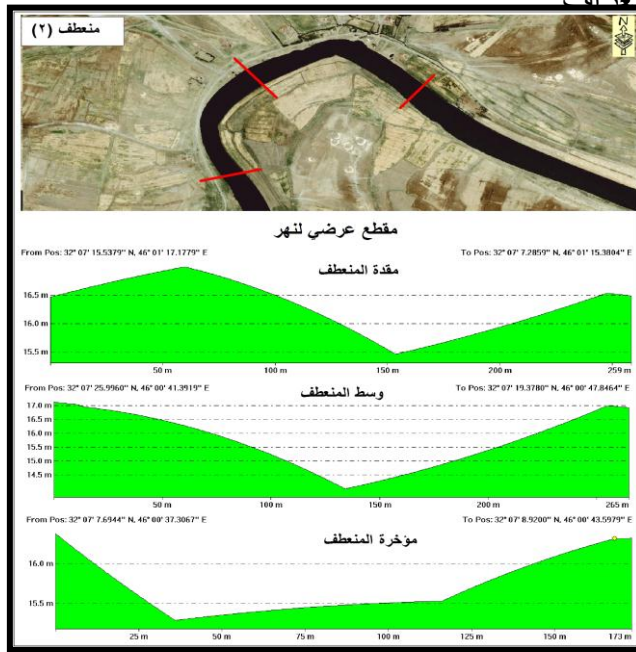 منعطف (٢)
N
مقطع عرضي لنهر
From Pos: 32° 07' 15.5379" N, 46° 01' 17.1779" E To Pos: 32° 07' 7.2859" N, 46° 01' 15.3804" E
مقدة المنعطف
16.5 m
16.0 m
15.5 m
50 m 100 m 150 m 200 m 259 m
From Pos: 32° 07' 25.9960" N, 46° 00' 41.3919" E To Pos: 32° 07' 19.3780" N, 46° 00' 47.8464" E
وسط المنعطف
17.0 m
16.5 m
16.0 m
15.5 m
15.0 m
14.5 m
50 m 100 m 150 m 200 m 265 m
From Pos: 32° 07' 7.6944" N, 46° 00' 37.3067" E To Pos: 32° 07' 8.9200" N, 46° 00' 43.5979" E
مؤخرة المنعطف
16.0 m
15.5 m
25 m 50 m 75 m 100 m 125 m 150 m 173 m